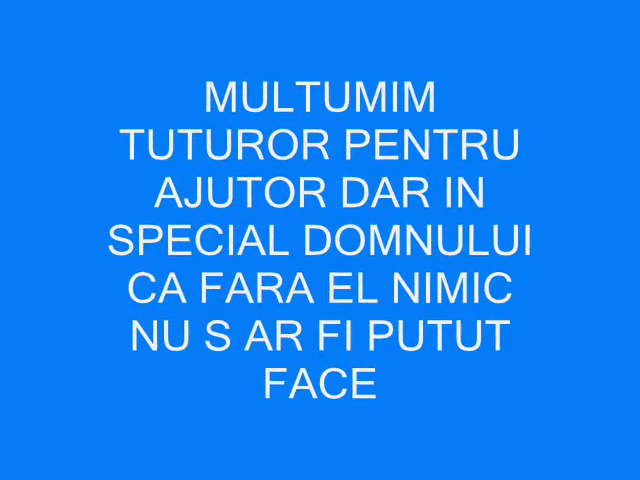 MULTUMIM
TUTUROR PENTRU
AJUTOR DAR IN
SPECIAL DOMNULUI
CA FARA EL NIMIC
NU S AR FI PUTUT
FACE